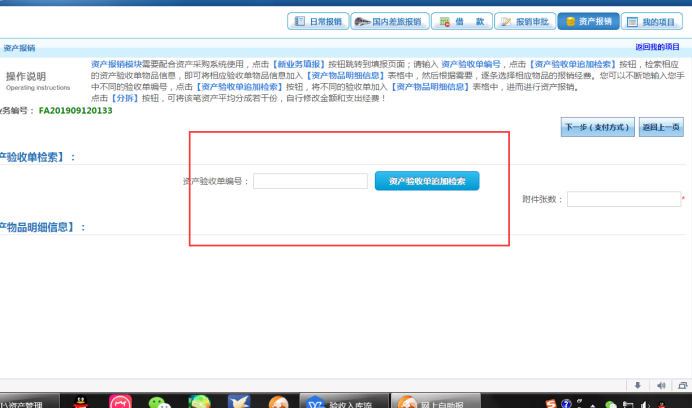 日常报销 国内差旅报销 借 款 报销审批 资产报销 我的项目
资产报销 返回我的项目
操作说明
Operating instructions
资产报销模块需要配合资产采购系统使用，点击【新业务填报】按钮跳转到填报页面；请输入 资产验收单编号，点击【资产验收单追加检索】按钮，检索相应
的资产验收单物品信息，即可将相应验收单物品信息加入【资产物品明细信息】表格中，然后根据需要，逐条选择相应物品的报销经费。您可以不断地输入您手
中不同的验收单编号，点击【资产验收单追加检索】按钮，将不同的验收单加入【资产物品明细信息】表格中，进而进行资产报销。
点击【分拆】按钮，可将该笔资产平均分成若干份，自行修改金额和支出经费！
务编号： FA201909120133
下一步（支付方式） 返回上一页
产验收单检索】：
资产验收单编号： 资产验收单追加检索
附件张数： *
产物品明细信息】：
资产管理 验收入库流 网上自助报